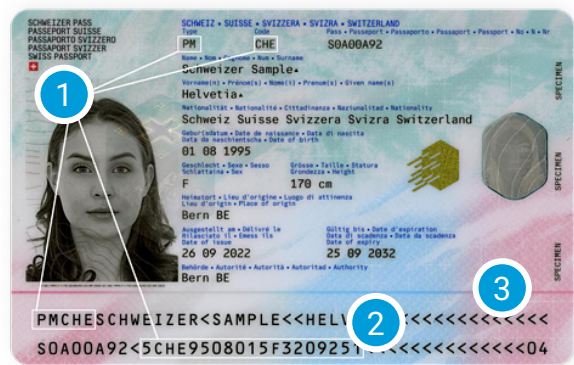 SCHWEIZER PASS
PASSEPORT SUISSE
PASSAPORTO SVIZZERO
PASSAPORT SVIZZER
SWISS PASSPORT
SCHWEIZ • SUISSE • SVIZZERA • SVIZRA • SWITZERLAND
Type Code Pass • Passeport • Passaporto • Passaport • Passport • No • N • Nr
PM CHE S0A00A92
Name • Nom • Cognome • Num • Surname
Schweizer Sample
Vorname(n) • Prénom(s) • Nome(i) • Prenum(s) • Given name(s)
Helvetia
Nationalität • Nationalité • Cittadinanza • Naziunalitad • Nationality
Schweiz Suisse Svizzera Svizra Switzerland
Geburtsdatum • Date de naissance • Data di nascita
Data da naschientscha • Date of birth
01 08 1995
Geschlecht • Sexe • Sesso Grösse • Taille • Statura
Schlattaina • Sex Grondezza • Height
F 170 cm
Heimatort • Lieu d'origine • Luogo di attinenza
Lieu d'origin • Place of origin
Bern BE
Ausgestellt am • Délivré le Gültig bis • Date d'expiration
Rilasciato il • Emess ils Data di scadenza • Data da scadenza
Date of issue Date of expiry
26 09 2022 25 09 2032
Behörde • Autorité • Autorità • Autoritad • Authority
Bern BE
SPECIMEN
SPECIMEN
SPECIMEN
1
2
3
PMCHESCHWEIZER<SAMPLE<<HELV <<<<<<<<<<<<
S0A00A92<5CHE9508015F3209251 <<<<<<<<<<<<04